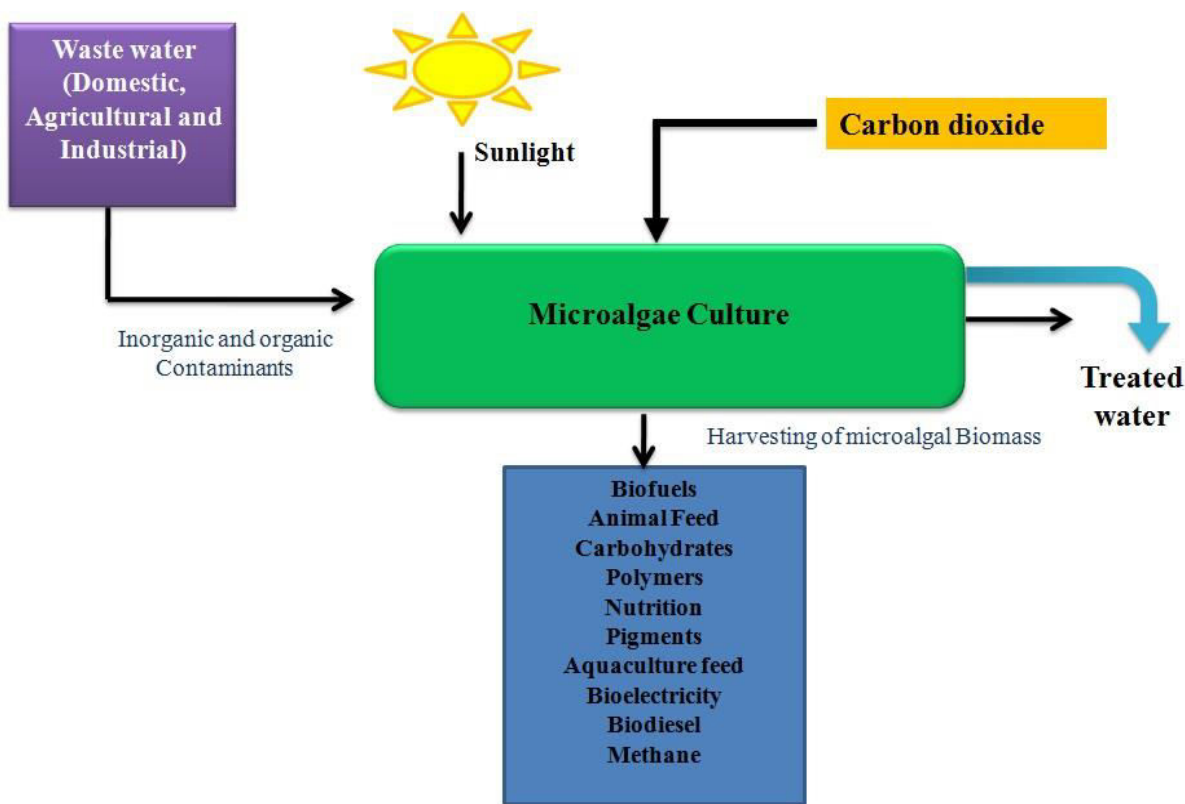 Waste water
(Domestic,
Agricultural and
Industrial)
Sunlight
Carbon dioxide
Inorganic and organic
Contaminants
Microalgae Culture
Treated
water
Harvesting of microalgal Biomass
Biofuels
Animal Feed
Carbohydrates
Polymers
Nutrition
Pigments
Aquaculture feed
Bioelectricity
Biodiesel
Methane